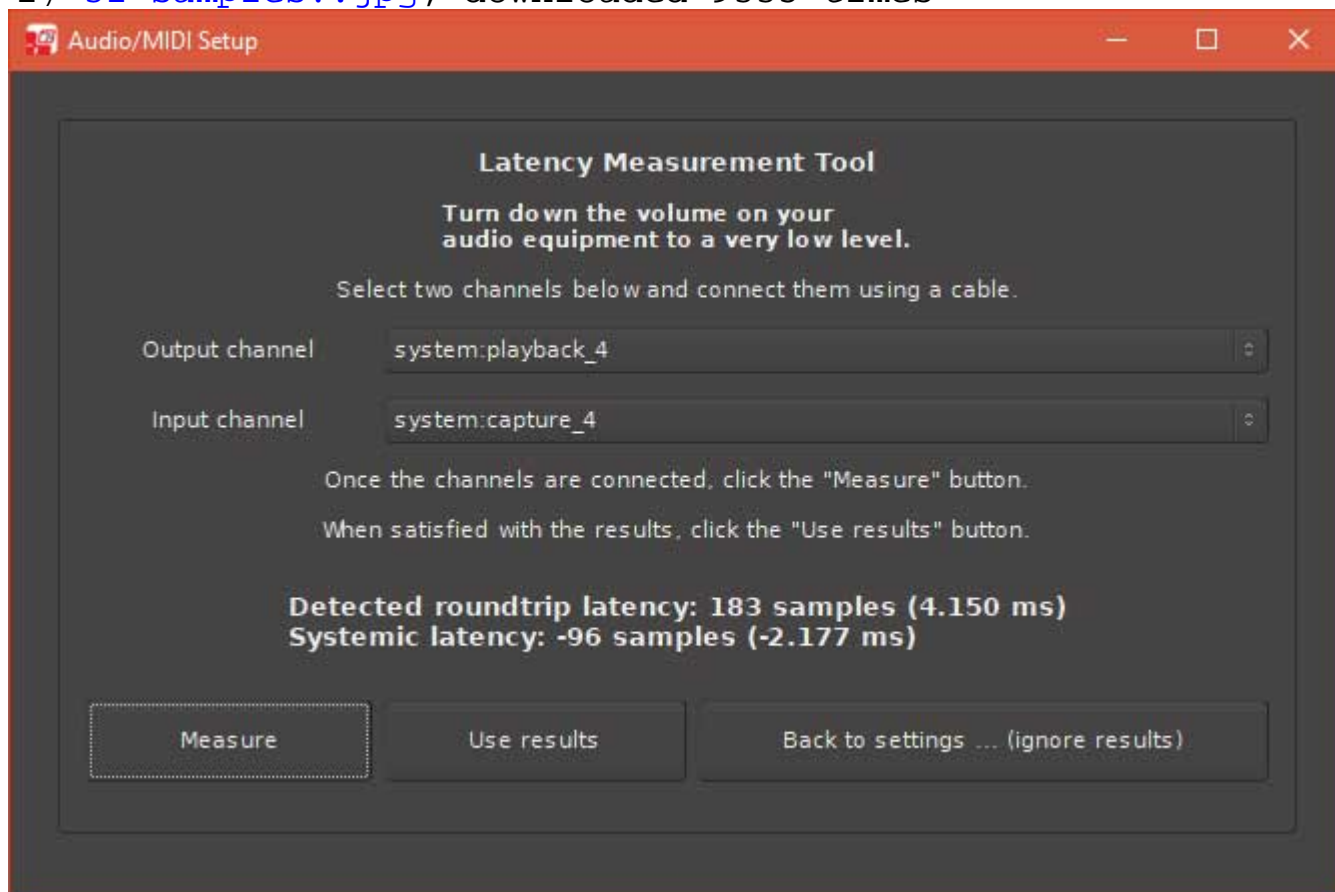 Audio/MIDI Setup
Latency Measurement Tool
Turn down the volume on your
audio equipment to a very low level.
Select two channels below and connect them using a cable.
Output channel system:playback_4
Input channel system:capture_4
Once the channels are connected, click the "Measure" button.
When satisfied with the results, click the "Use results" button.
Detected roundtrip latency: 183 samples (4.150 ms)
Systemic latency: -96 samples (-2.177 ms)
Measure Use results Back to settings ... (ignore results)